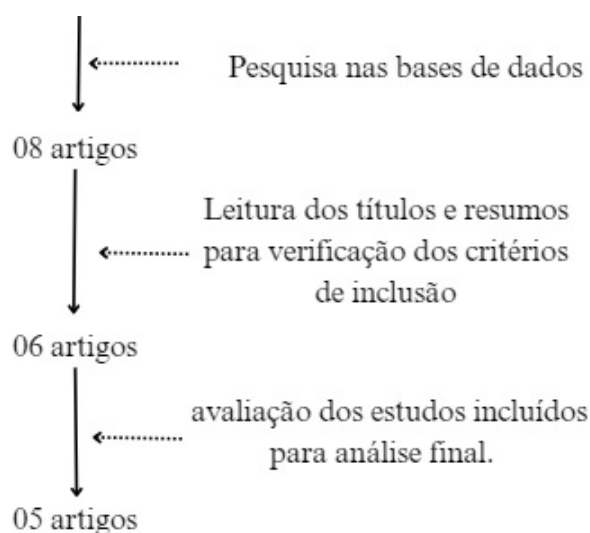 Pesquisa nas bases de dados
08 artigos
Leitura dos títulos e resumos
para verificação dos critérios
de inclusão
06 artigos
avaliação dos estudos incluídos
para análise final.
05 artigos